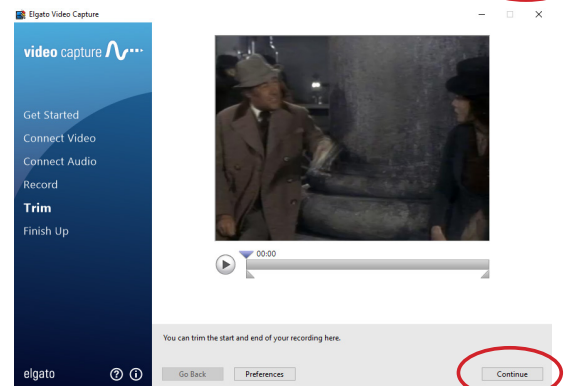 Elgato Video Capture
video capture
Get Started
Connect Video
Connect Audio
Record
Trim
Finish Up
00:00
You can trim the start and end of your recording here.
elgato ? i
Go Back Preferences Continue